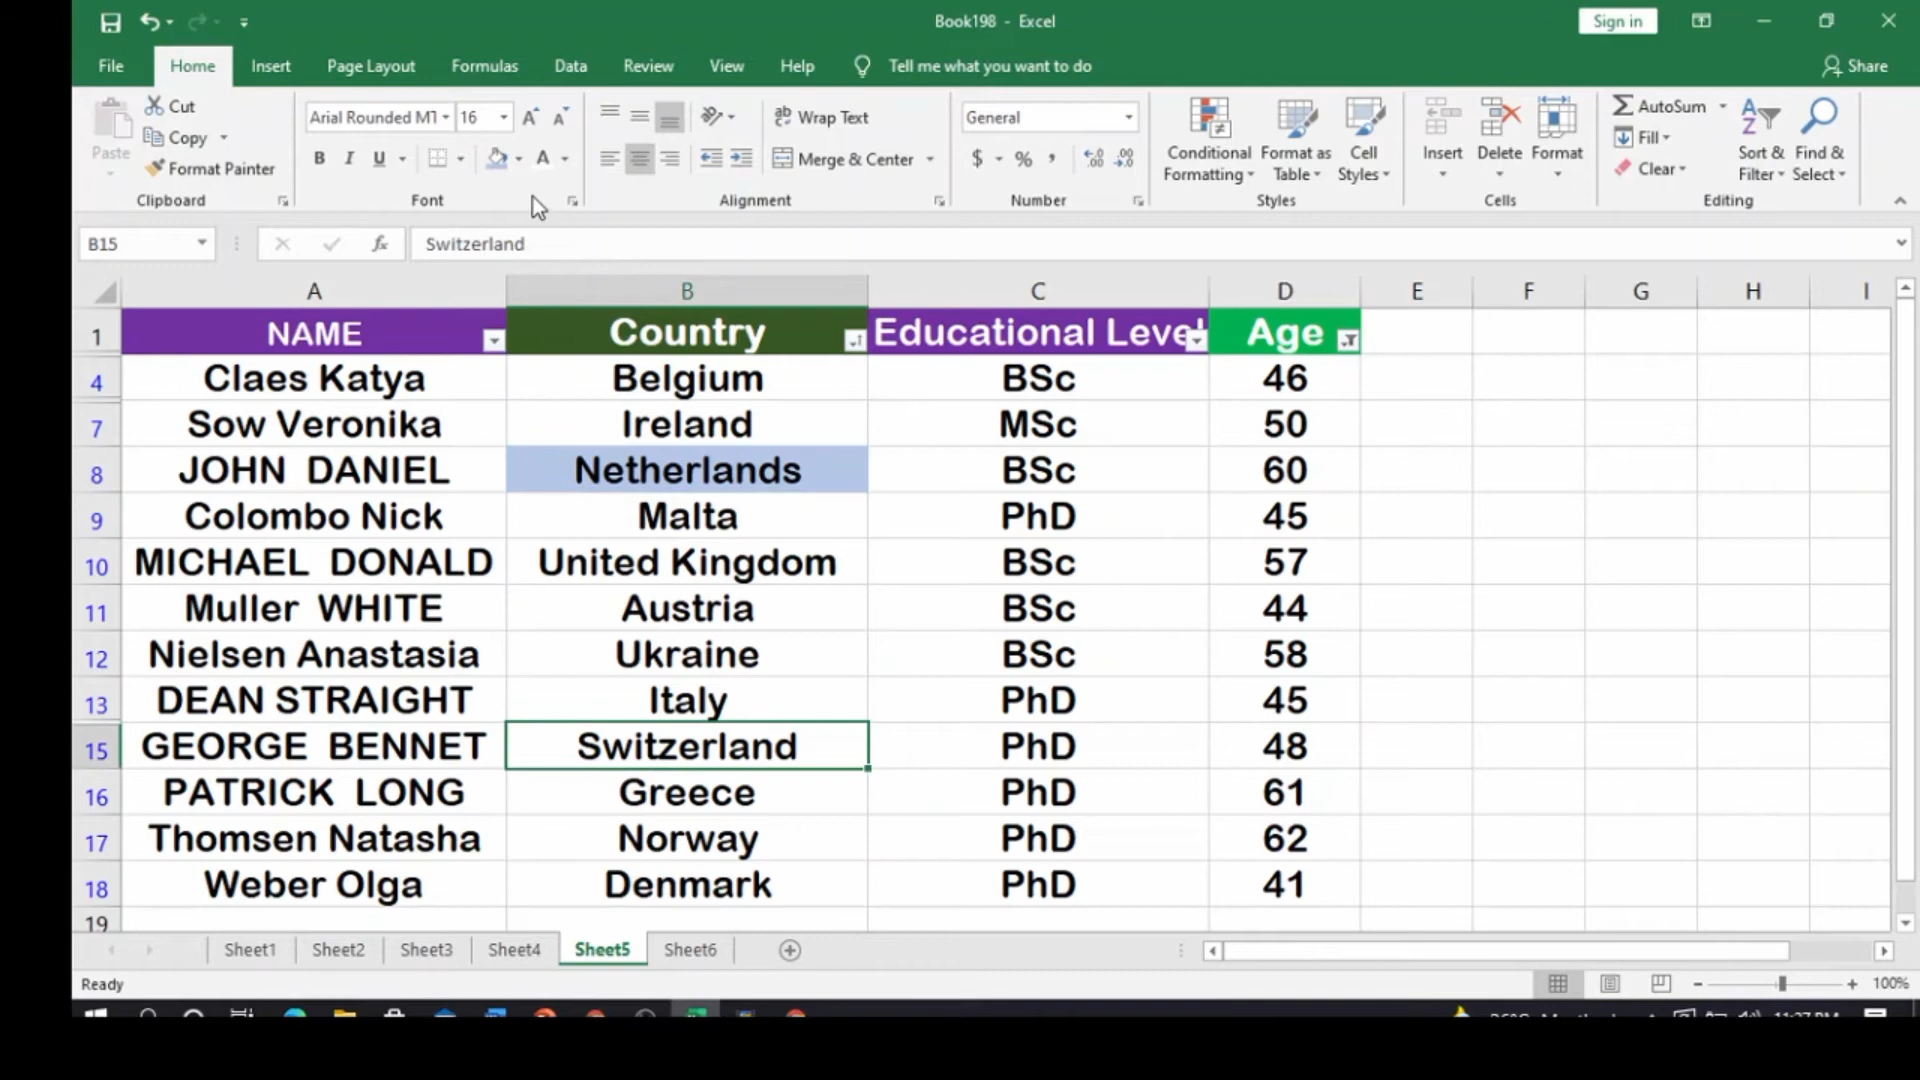 Book198 - Excel
Sign in
File Home Insert Page Layout Formulas Data Review View Help Tell me what you want to do Share
Paste Cut Copy Format Painter
Clipboard
Arial Rounded MT 16
B I U A
Font
Wrap Text
Merge & Center
Alignment
General
$ % ,
Number
Conditional Formatting Format as Table Cell Styles
Styles
Insert Delete Format
Cells
AutoSum Fill Clear
Sort & Filter Find & Select
Editing
B15 fx Switzerland
A B C D E F G H I
1 NAME Country Educational Level Age
4 Claes Katya Belgium BSc 46
7 Sow Veronika Ireland MSc 50
8 JOHN DANIEL Netherlands BSc 60
9 Colombo Nick Malta PhD 45
10 MICHAEL DONALD United Kingdom BSc 57
11 Muller WHITE Austria BSc 44
12 Nielsen Anastasia Ukraine BSc 58
13 DEAN STRAIGHT Italy PhD 45
15 GEORGE BENNET Switzerland PhD 48
16 PATRICK LONG Greece PhD 61
17 Thomsen Natasha Norway PhD 62
18 Weber Olga Denmark PhD 41
19
Sheet1 Sheet2 Sheet3 Sheet4 Sheet5 Sheet6
Ready 100%